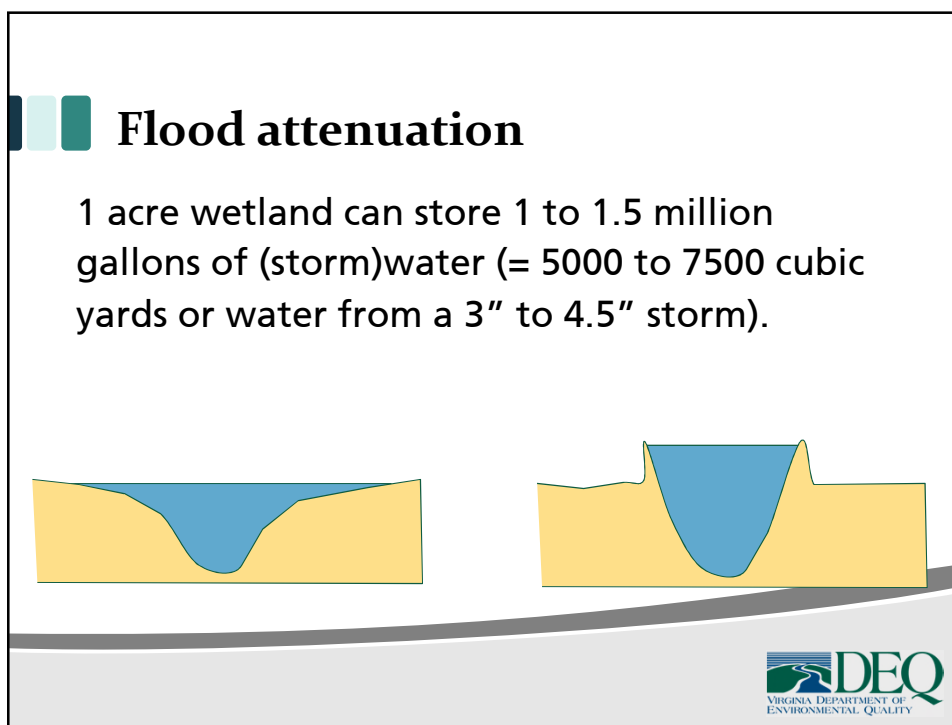 Flood attenuation
1 acre wetland can store 1 to 1.5 million
gallons of (storm)water (= 5000 to 7500 cubic
yards or water from a 3” to 4.5” storm).
DEQ
VIRGINIA DEPARTMENT OF
ENVIRONMENTAL QUALITY